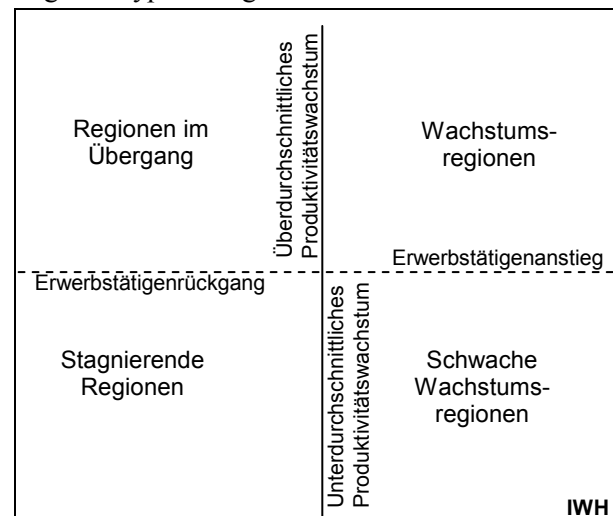 Regionen im
Übergang
Überdurchschnittliches
Produktivitätswachstum
Wachstums-
regionen
Erwerbstätigenanstieg
Erwerbstätigenrückgang
Stagnierende
Regionen
Unterdurchschnittliches
Produktivitätswachstum
Schwache
Wachstums-
regionen
IWH